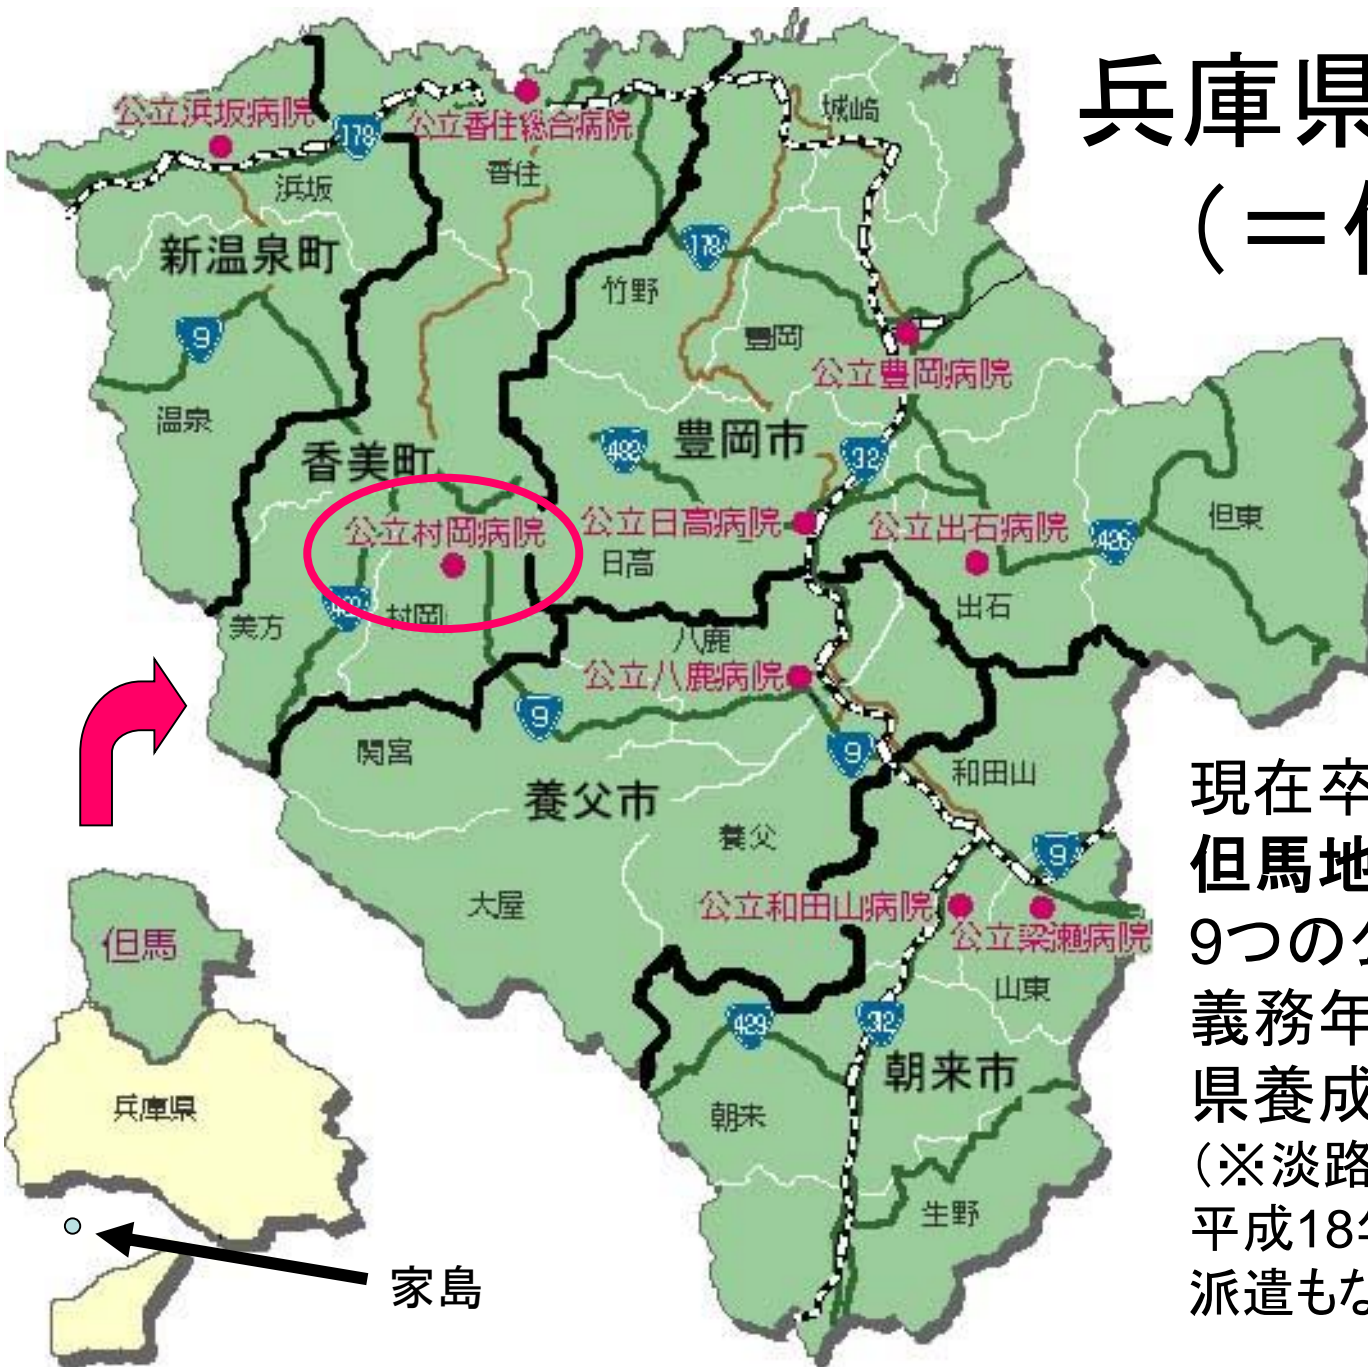 兵庫県
（＝
公立浜坂病院
178
公立香住総合病院
城崎
浜坂
香住
新温泉町
178
竹野
9
豊岡
公立豊岡病院
温泉
香美町
482
豊岡市
312
公立村岡病院
公立日高病院
公立出石病院
426
但東
日高
482
村岡
美方
出石
八鹿
公立八鹿病院
9
関宮
9
和田山
養父市
養父
9
大屋
公立和田山病院
公立梁瀬病院
山東
429
312
朝来市
朝来
生野
但馬
兵庫県
家島
現在卒
但馬地
9つの
義務年
県養成
（※淡路
平成18年
派遣もな